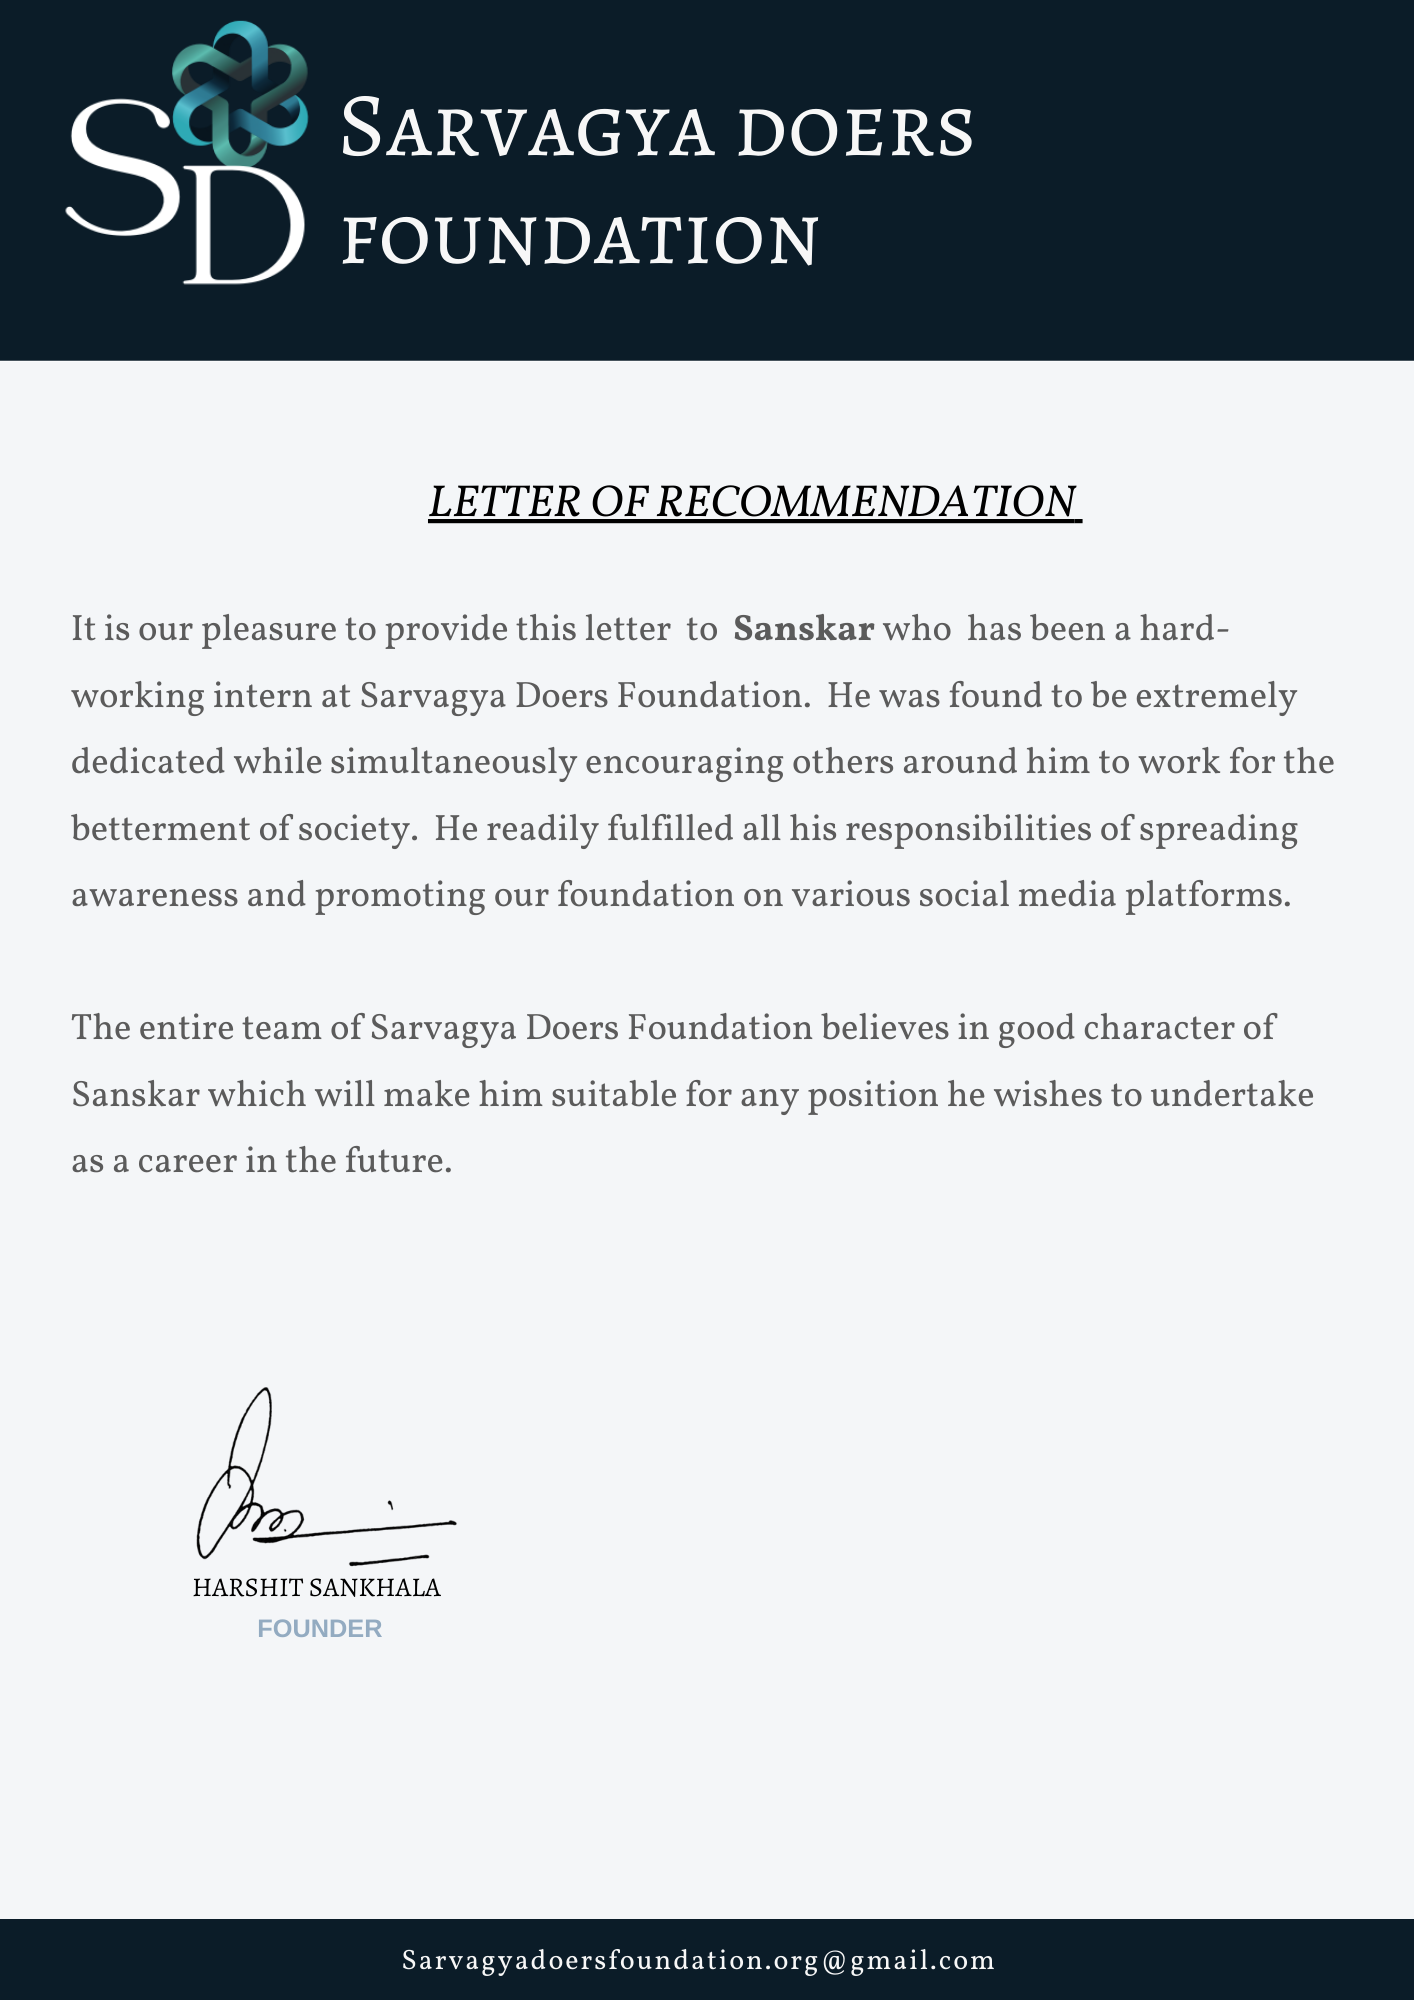 SD
SARVAGYA DOERS
FOUNDATION
LETTER OF RECOMMENDATION
It is our pleasure to provide this letter to Sanskar who has been a hard-
working intern at Sarvagya Doers Foundation. He was found to be extremely
dedicated while simultaneously encouraging others around him to work for the
betterment of society. He readily fulfilled all his responsibilities of spreading
awareness and promoting our foundation on various social media platforms.
The entire team of Sarvagya Doers Foundation believes in good character of
Sanskar which will make him suitable for any position he wishes to undertake
as a career in the future.
HARSHIT SANKHALA
FOUNDER
Sarvagyadoersfoundation.org@gmail.com